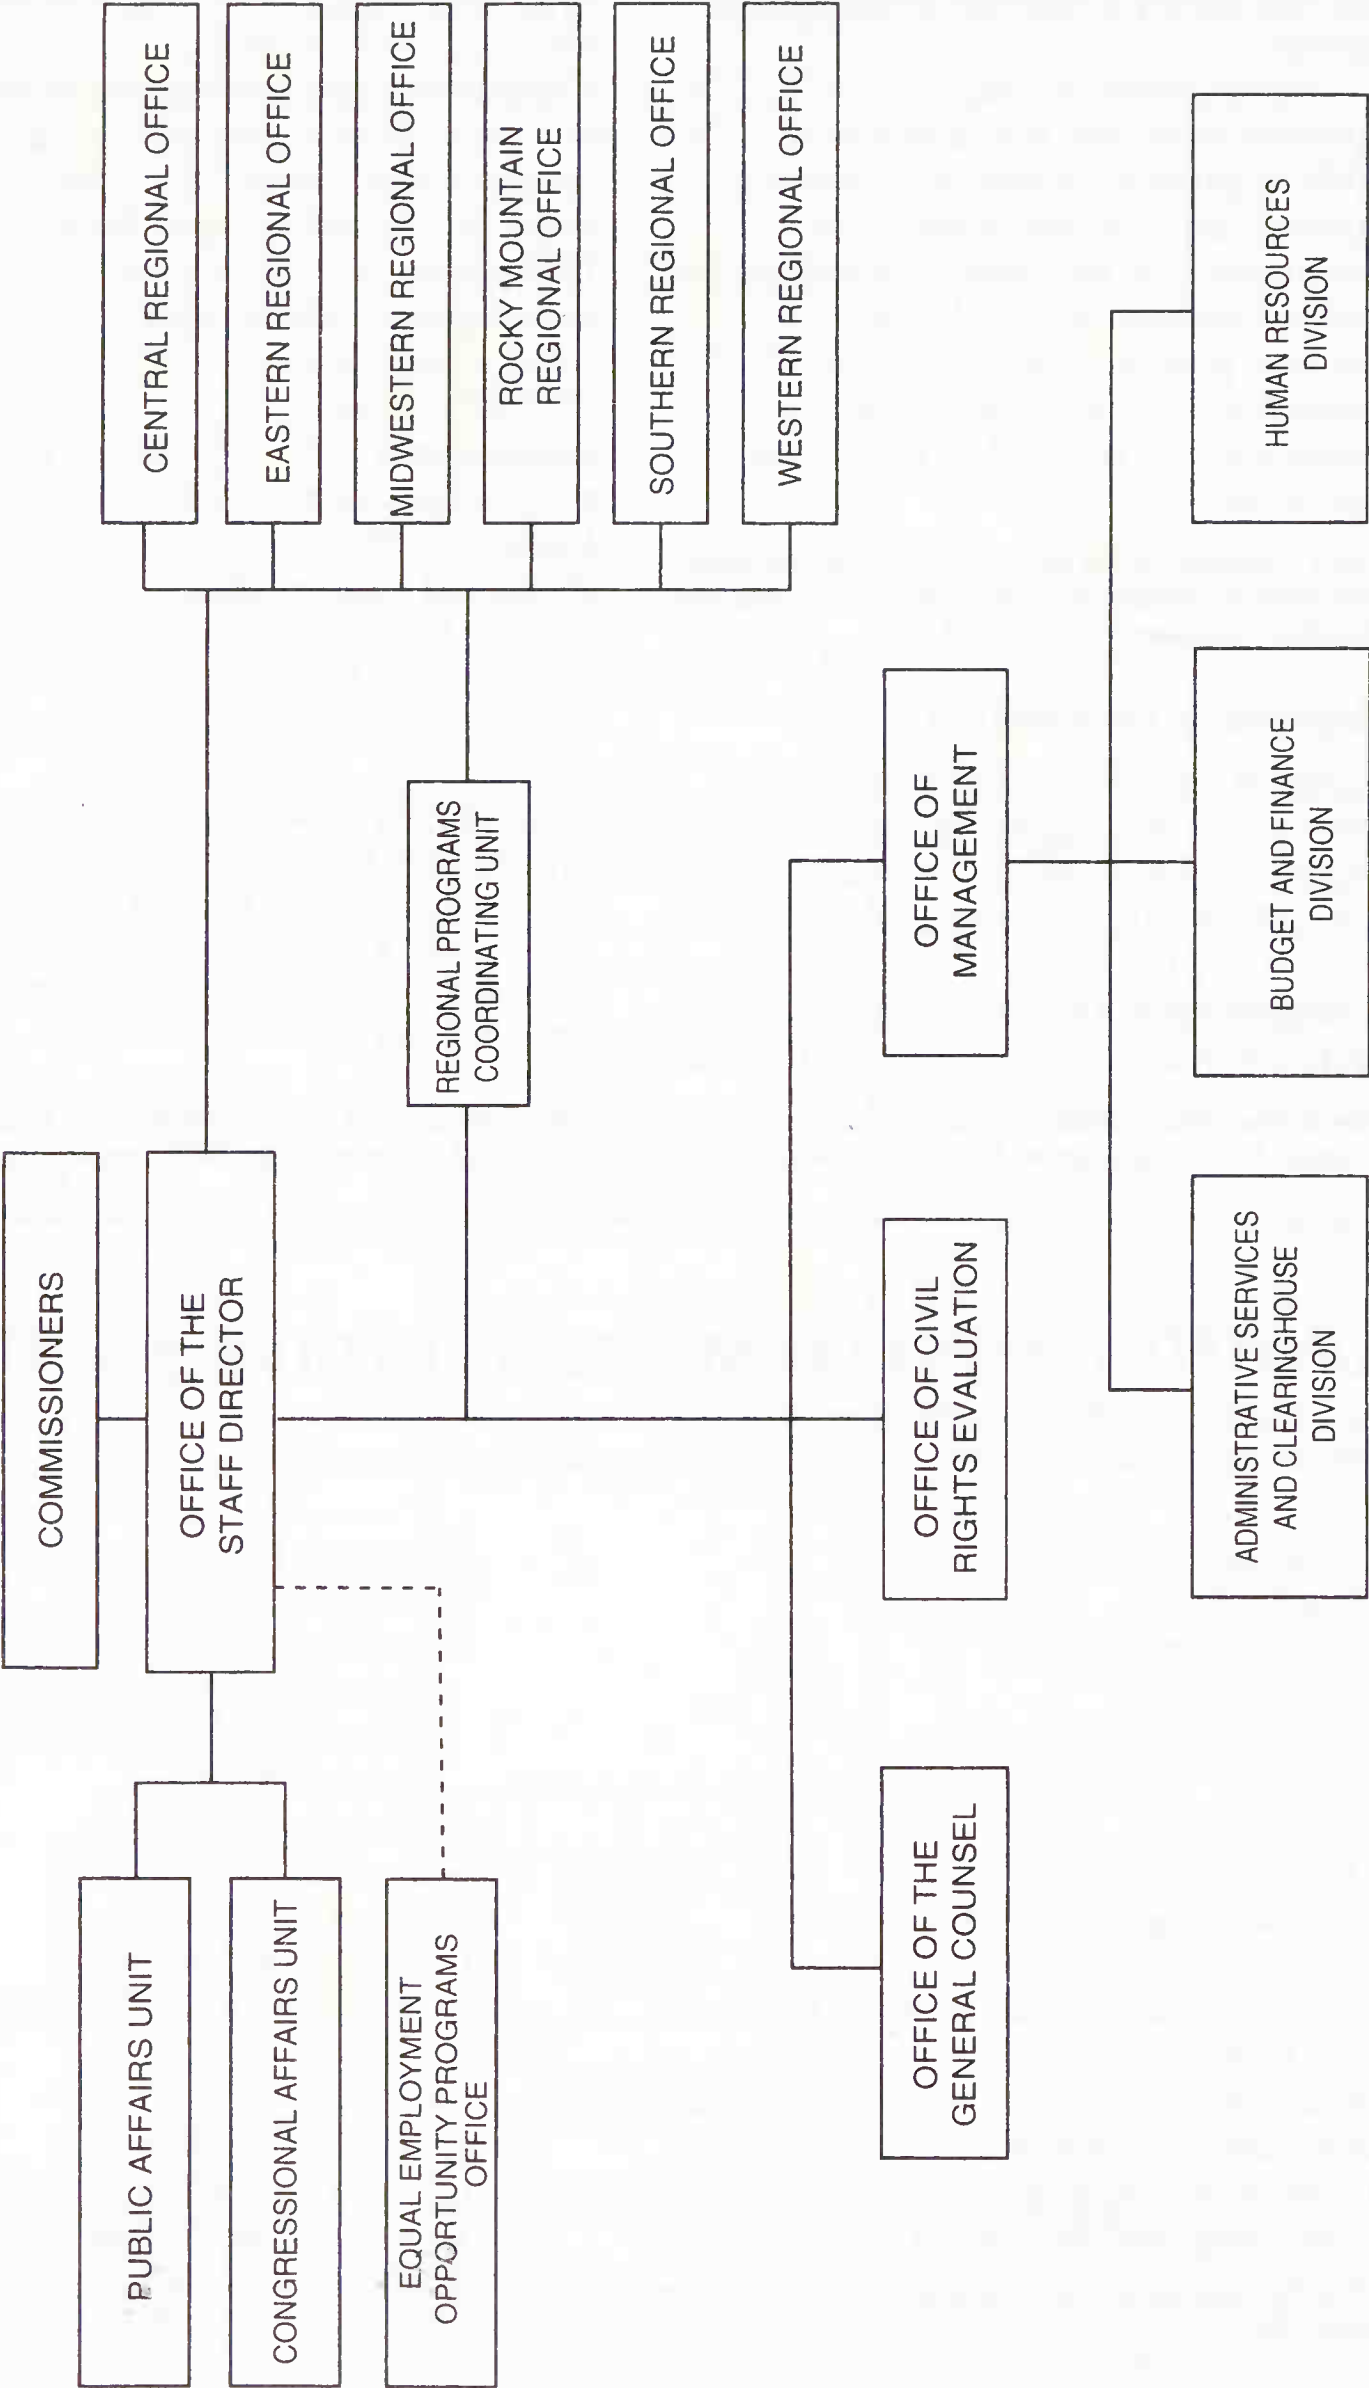 COMMISSIONERS
OFFICE OF THE
STAFF DIRECTOR
PUBLIC AFFAIRS UNIT
CONGRESSIONAL AFFAIRS UNIT
EQUAL EMPLOYMENT
OPPORTUNITY PROGRAMS
OFFICE
CENTRAL REGIONAL OFFICE
EASTERN REGIONAL OFFICE
MIDWESTERN REGIONAL OFFICE
ROCKY MOUNTAIN
REGIONAL OFFICE
SOUTHERN REGIONAL OFFICE
WESTERN REGIONAL OFFICE
REGIONAL PROGRAMS
COORDINATING UNIT
OFFICE OF THE
GENERAL COUNSEL
OFFICE OF CIVIL
RIGHTS EVALUATION
OFFICE OF
MANAGEMENT
ADMINISTRATIVE SERVICES
AND CLEARINGHOUSE
DIVISION
BUDGET AND FINANCE
DIVISION
HUMAN RESOURCES
DIVISION